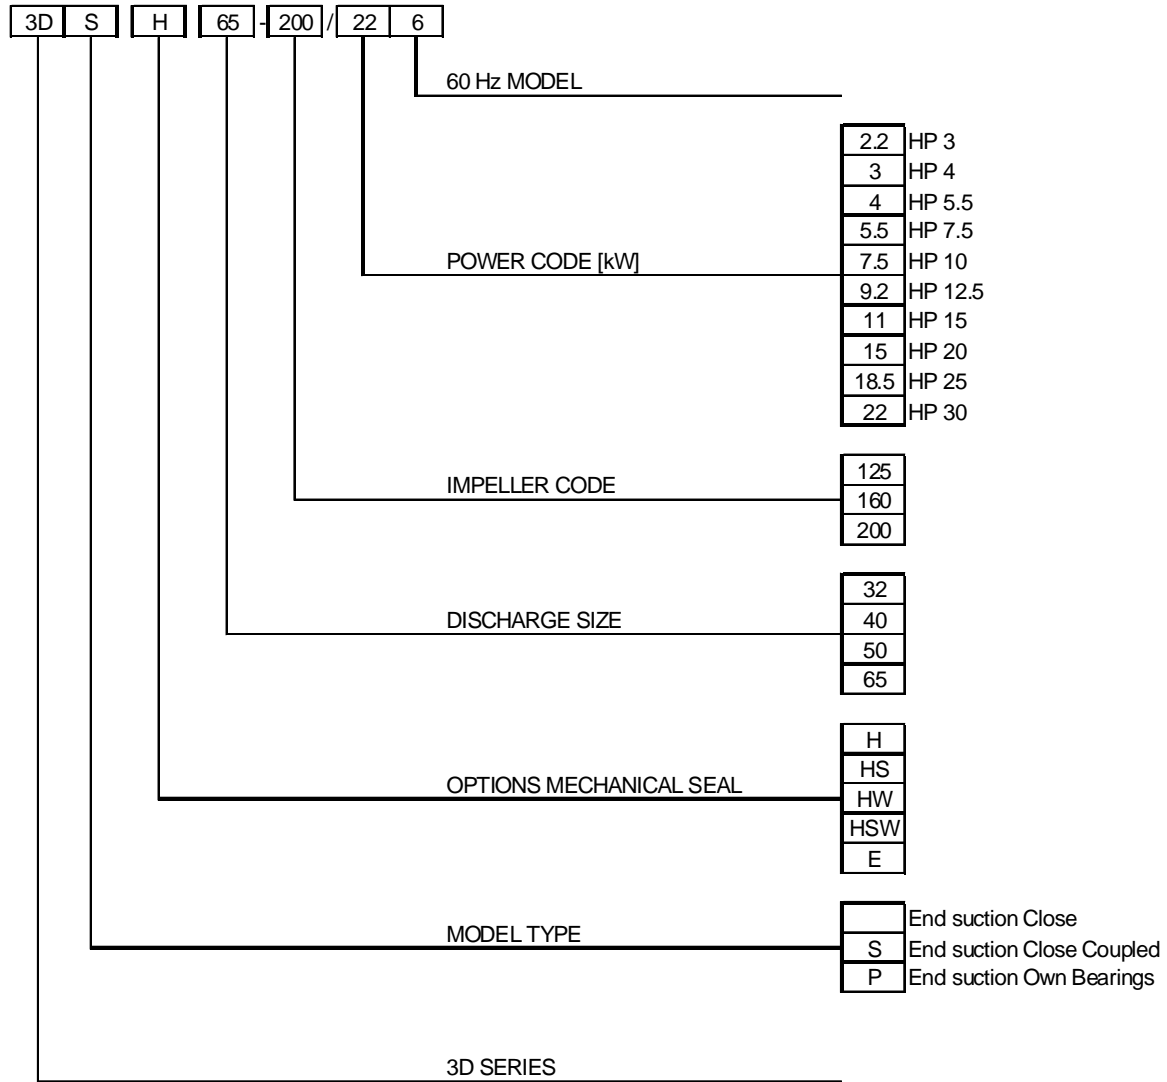 3D S H 65 - 200 / 22 6
60 Hz MODEL
2.2 HP 3
3 HP 4
4 HP 5.5
5.5 HP 7.5
POWER CODE [kW] 7.5 HP 10
9.2 HP 12.5
11 HP 15
15 HP 20
18.5 HP 25
22 HP 30
125
IMPELLER CODE
160
200
32
DISCHARGE SIZE 40
50
65
H
HS
OPTIONS MECHANICAL SEAL
HW
HSW
E
End suction Close
MODEL TYPE
S End suction Close Coupled
P End suction Own Bearings
3D SERIES